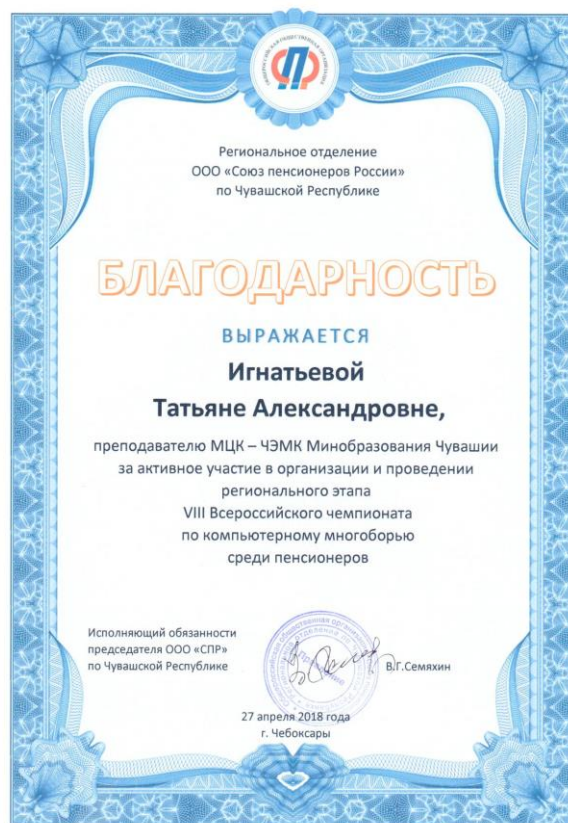 Региональное отделение
ООО «Союз пенсионеров России»
по Чувашской Республике
БЛАГОДАРНОСТЬ
ВЫРАЖАЕТСЯ
Игнатьевой
Татьяне Александровне,
преподавателю МЦК – ЧЭМК Минобразования Чувашии
за активное участие в организации и проведении
регионального этапа
VIII Всероссийского чемпионата
по компьютерному многоборью
среди пенсионеров
Исполняющий обязанности
председателя ООО «СПР»
по Чувашской Республике
В.Г.Семяхин
27 апреля 2018 года
г. Чебоксары